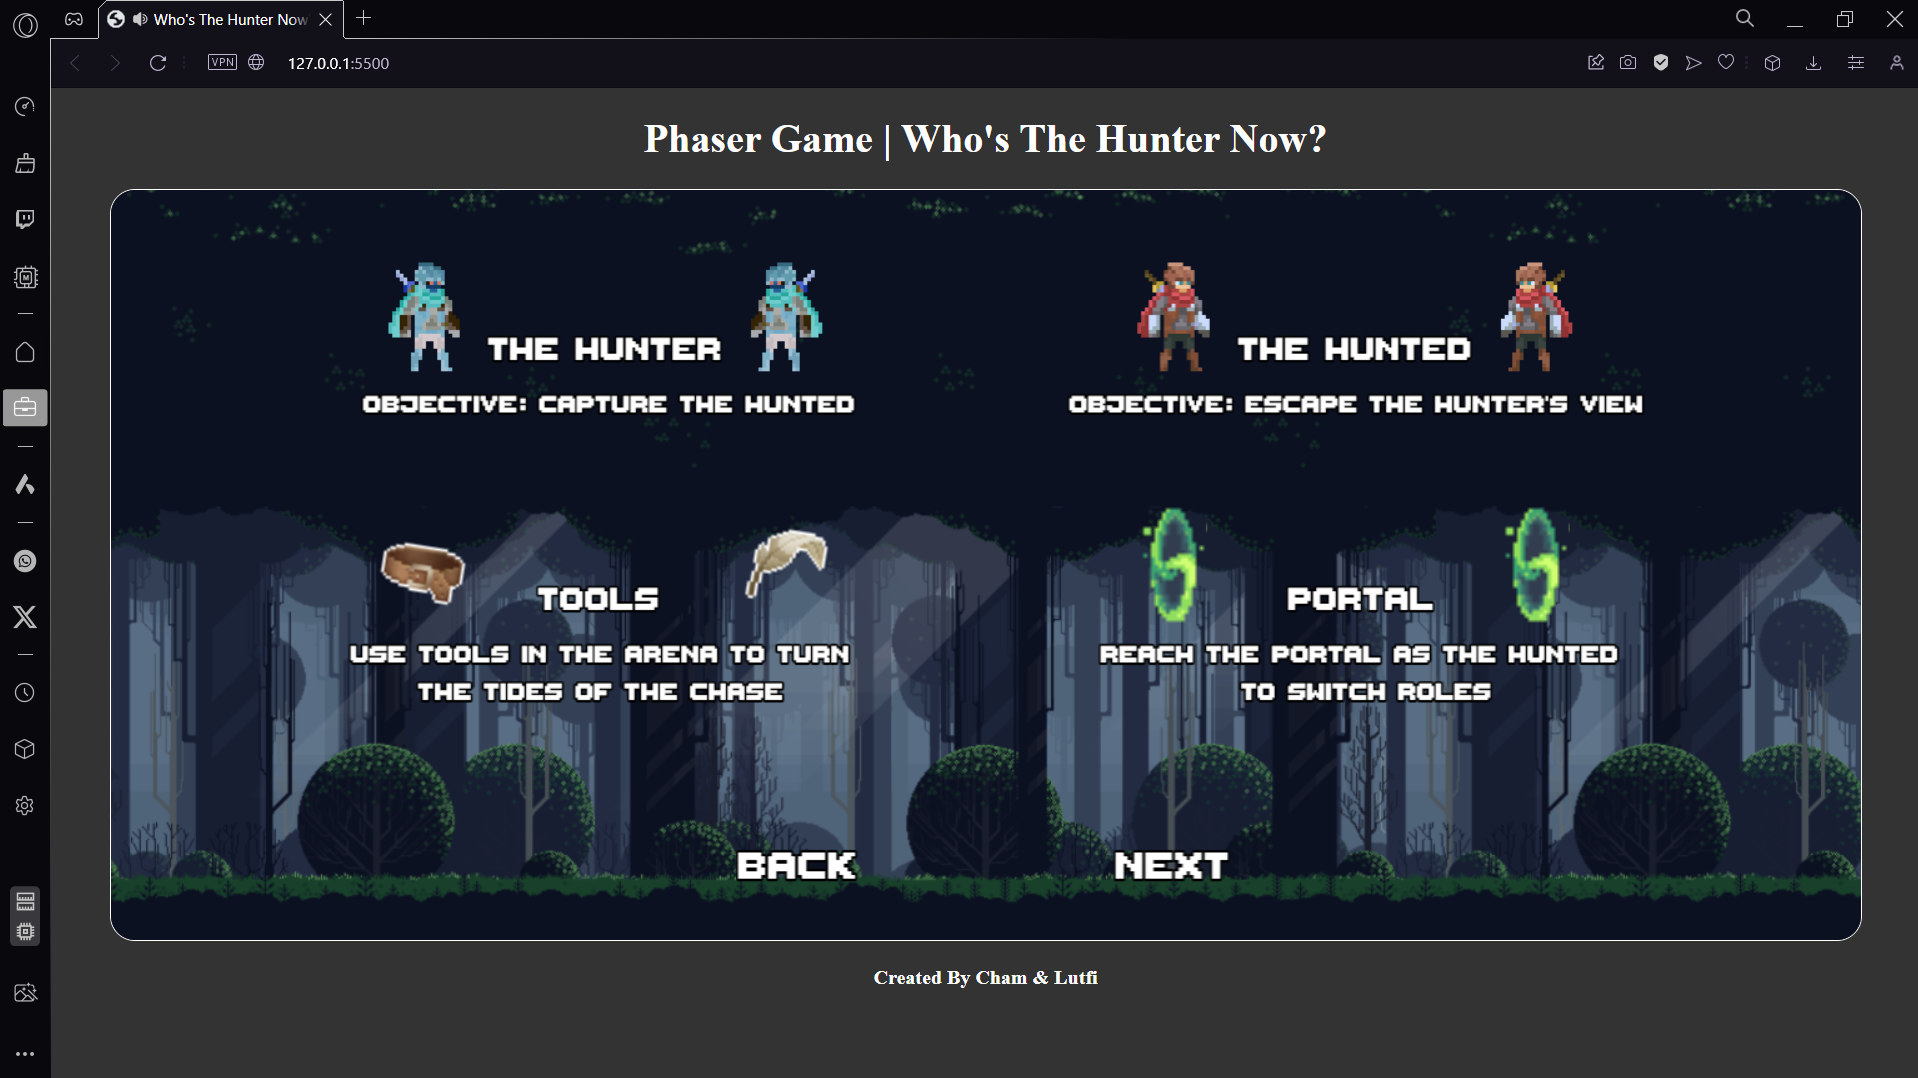 Who's The Hunter Now
VPN
127.0.0.1:5500
Phaser Game | Who's The Hunter Now?
THE HUNTER
OBJECTIVE: CAPTURE THE HUNTED
THE HUNTED
OBJECTIVE: ESCAPE THE HUNTER'S VIEW
TOOLS
USE TOOLS IN THE ARENA TO TURN
THE TIDES OF THE CHASE
PORTAL
REACH THE PORTAL AS THE HUNTED
TO SWITCH ROLES
BACK
NEXT
Created By Cham & Lutfi